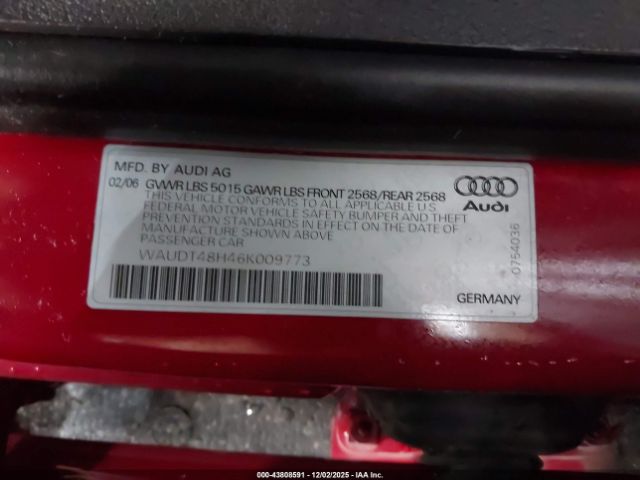 MFD. BY AUDI AG
02/06 GVWR LBS 5015 GAWR LBS FRONT 2568/REAR 2568
THIS VEHICLE CONFORMS TO ALL APPLICABLE U.S.
FEDERAL MOTOR VEHICLE SAFETY BUMPER AND THEFT
PREVENTION STANDARDS IN EFFECT ON THE DATE OF
MANUFACTURE SHOWN ABOVE
PASSENGER CAR
WAUDT48H46K009773
Audi
0754036
GERMANY
000-43808591 - 12/02/2025 - IAA Inc.